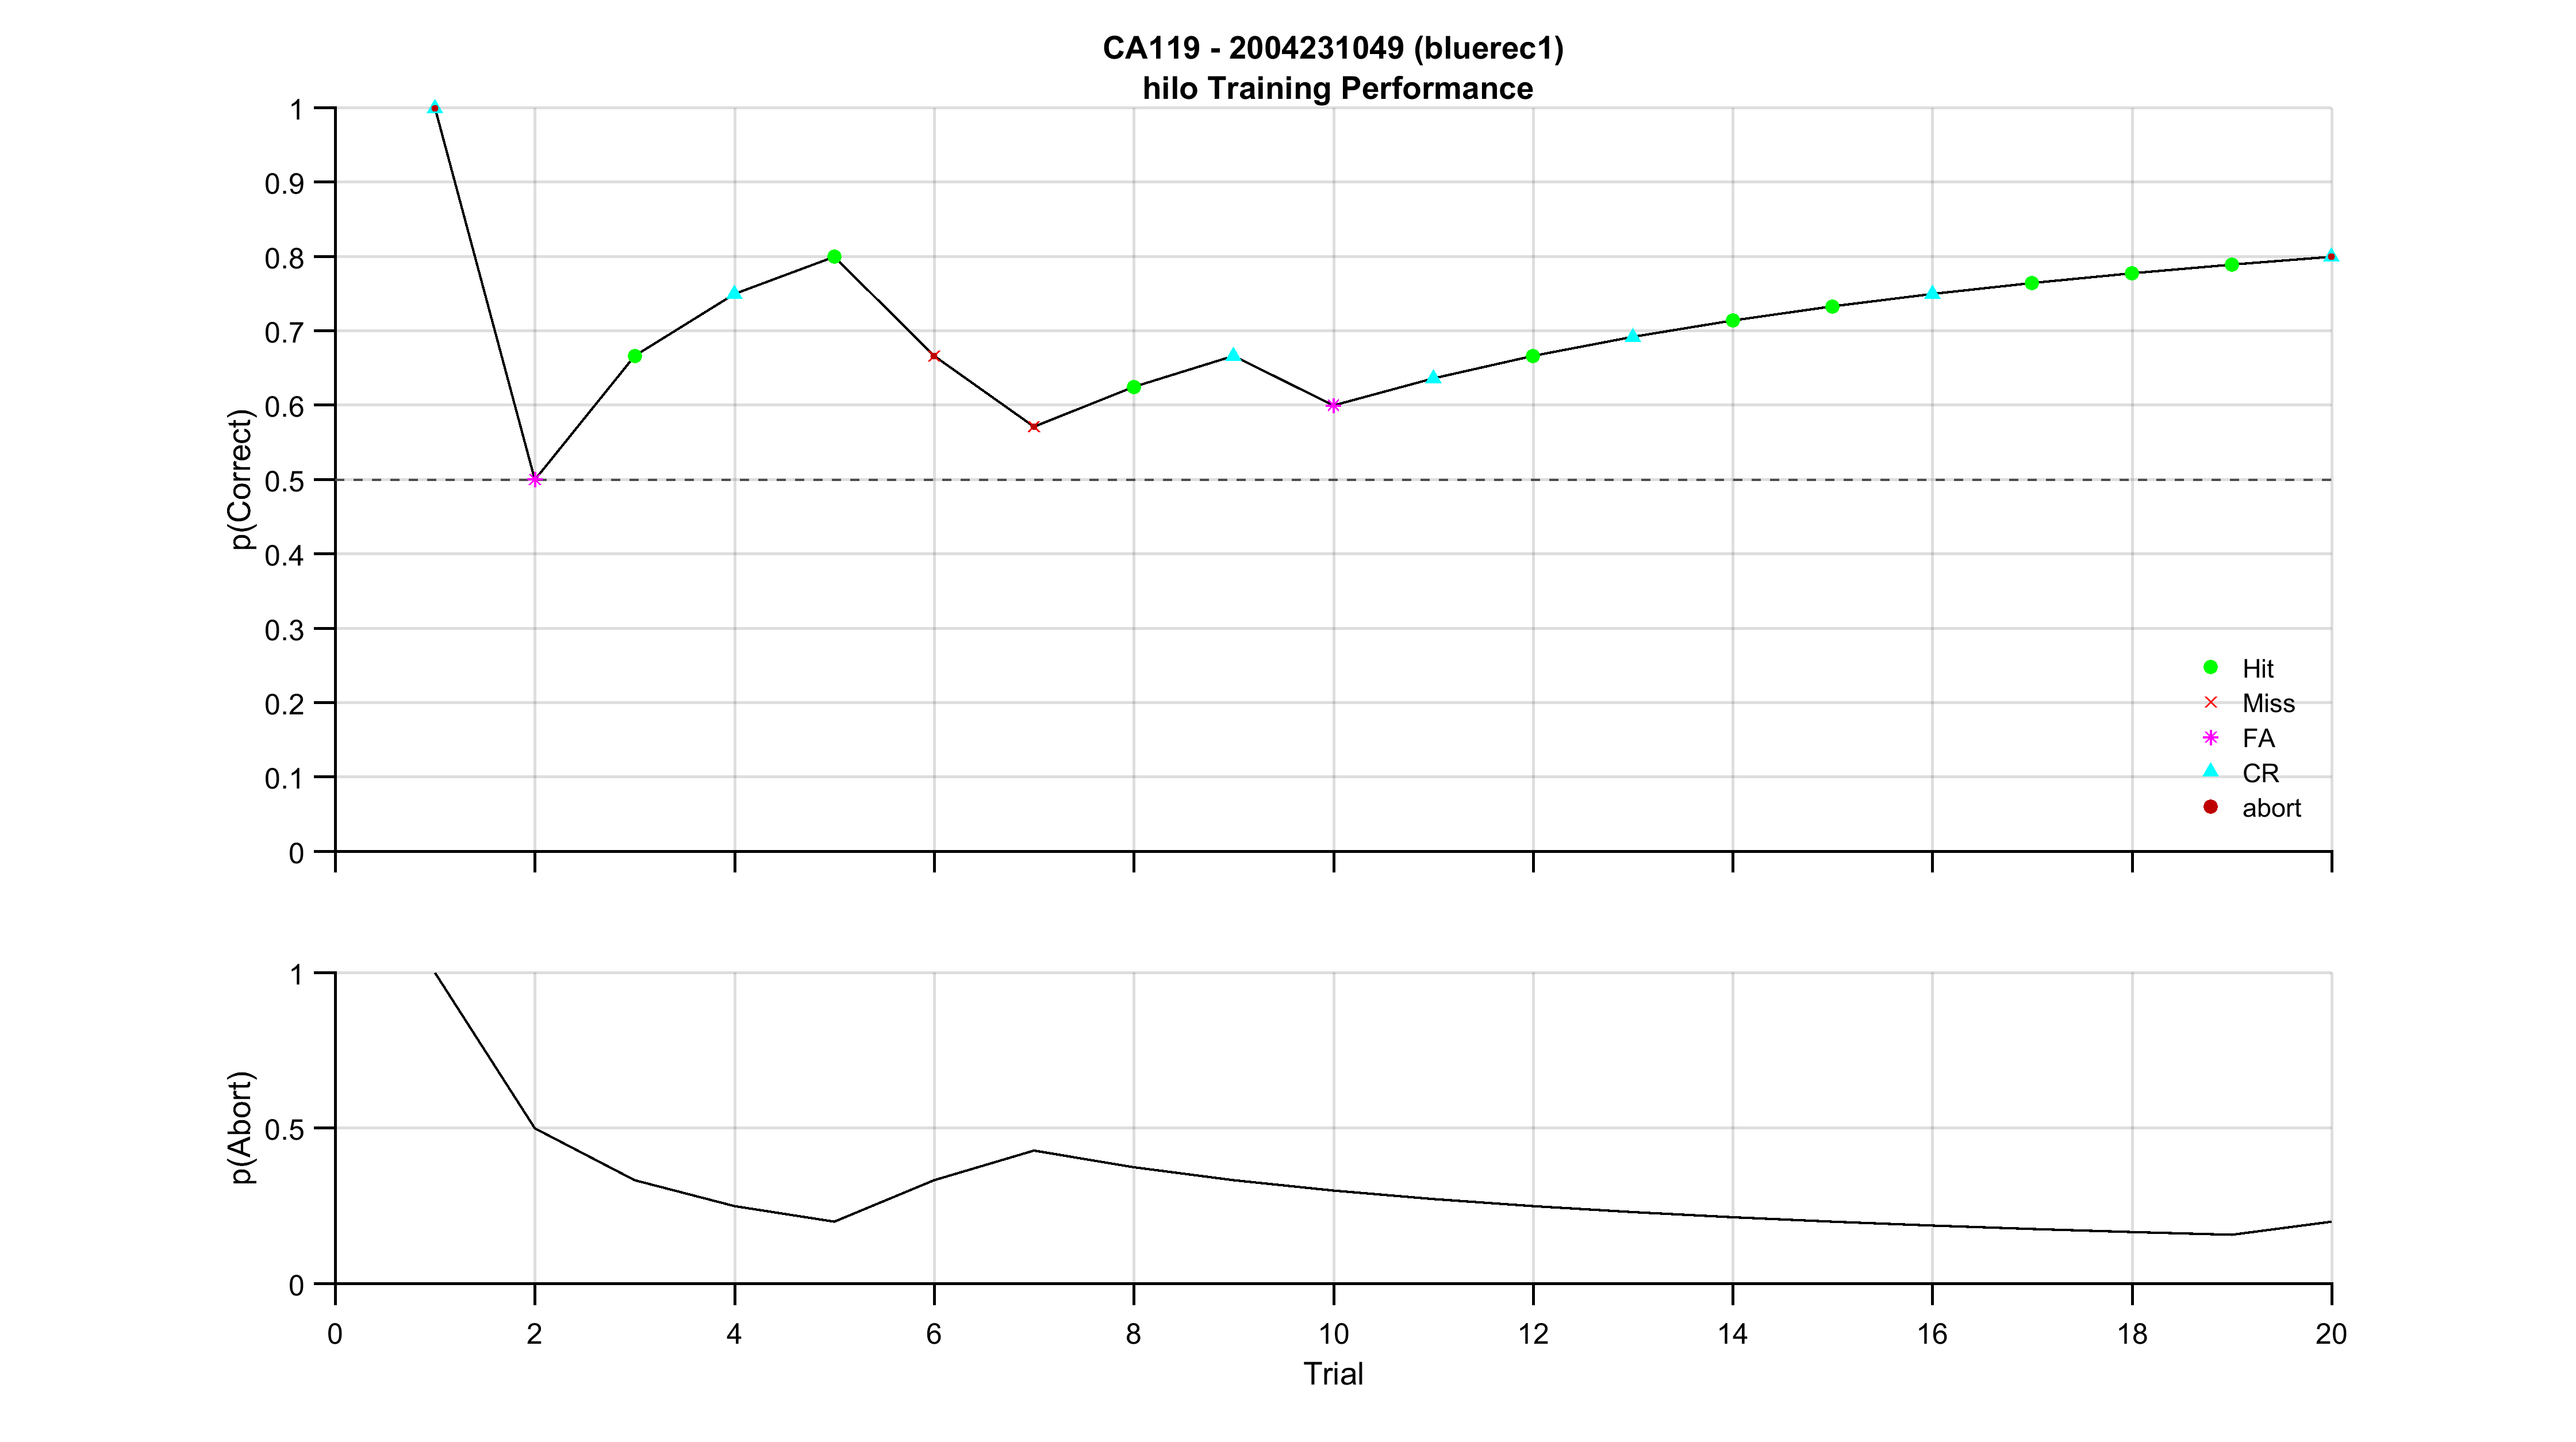 CA119 - 2004231049 (bluerec1)
hilo Training Performance
1
0.9
0.8
0.7
0.6
0.5
0.4
0.3
0.2
0.1
0
p(Correct)
Hit
Miss
FA
CR
abort
1
0.5
0
p(Abort)
0 2 4 6 8 10 12 14 16 18 20
Trial